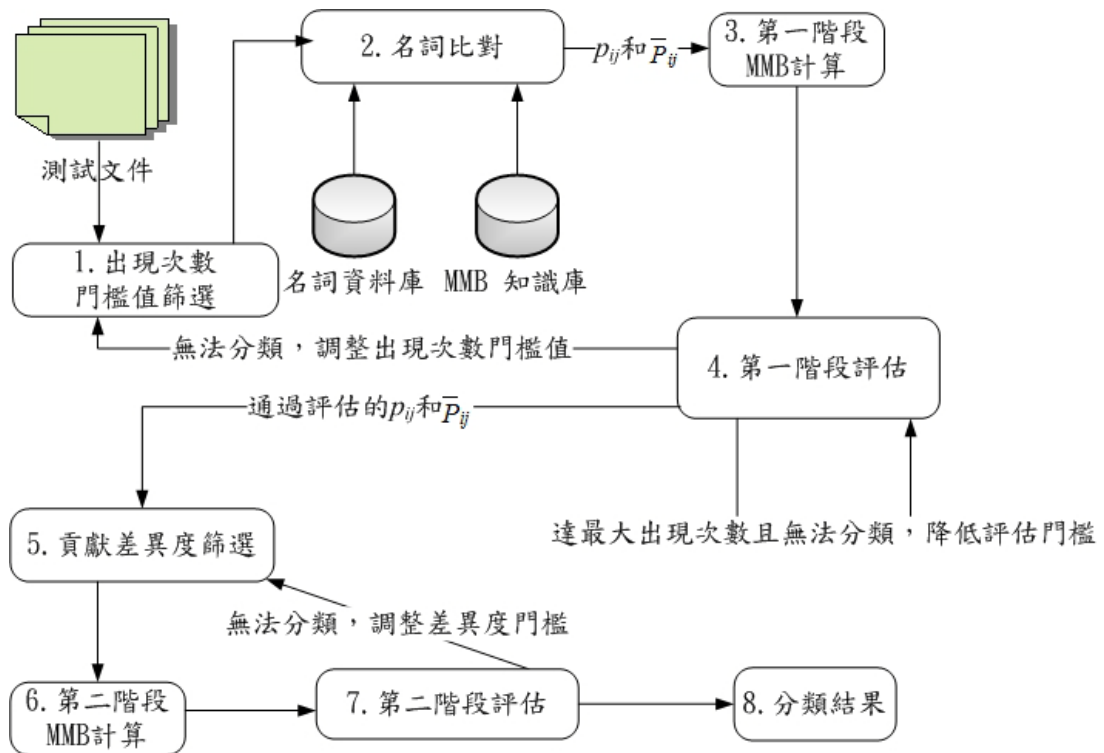 測試文件
1. 出現次數
門檻值篩選
2. 名詞比對
p_ij和P̅_ij
3. 第一階段
MMB計算
名詞資料庫
MMB 知識庫
無法分類，調整出現次數門檻值
4. 第一階段評估
通過評估的p_ij和P̅_ij
達最大出現次數且無法分類，降低評估門檻
5. 貢獻差異度篩選
無法分類，調整差異度門檻
6. 第二階段
MMB計算
7. 第二階段評估
8. 分類結果